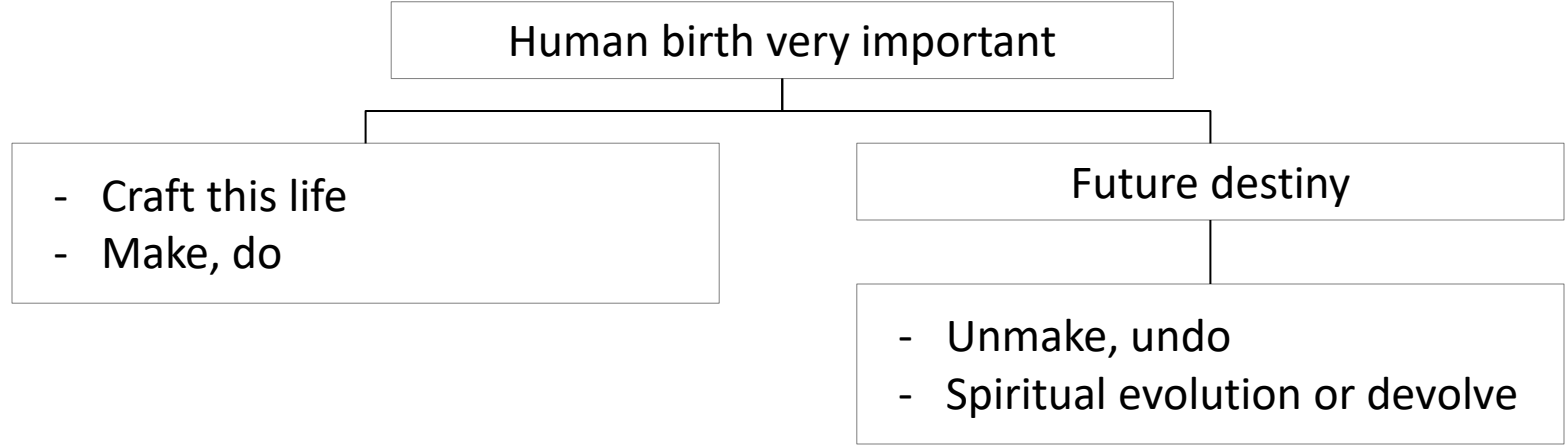 Human birth very important
- Craft this life
- Make, do
Future destiny
- Unmake, undo
- Spiritual evolution or devolve